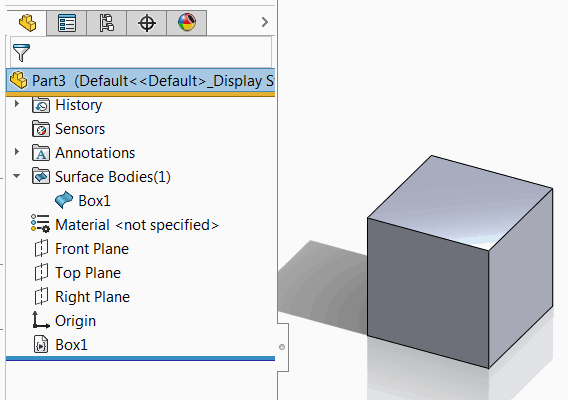 Part3 (Default<<Default>_Display S
History
Sensors
Annotations
Surface Bodies(1)
Box1
Material <not specified>
Front Plane
Top Plane
Right Plane
Origin
Box1